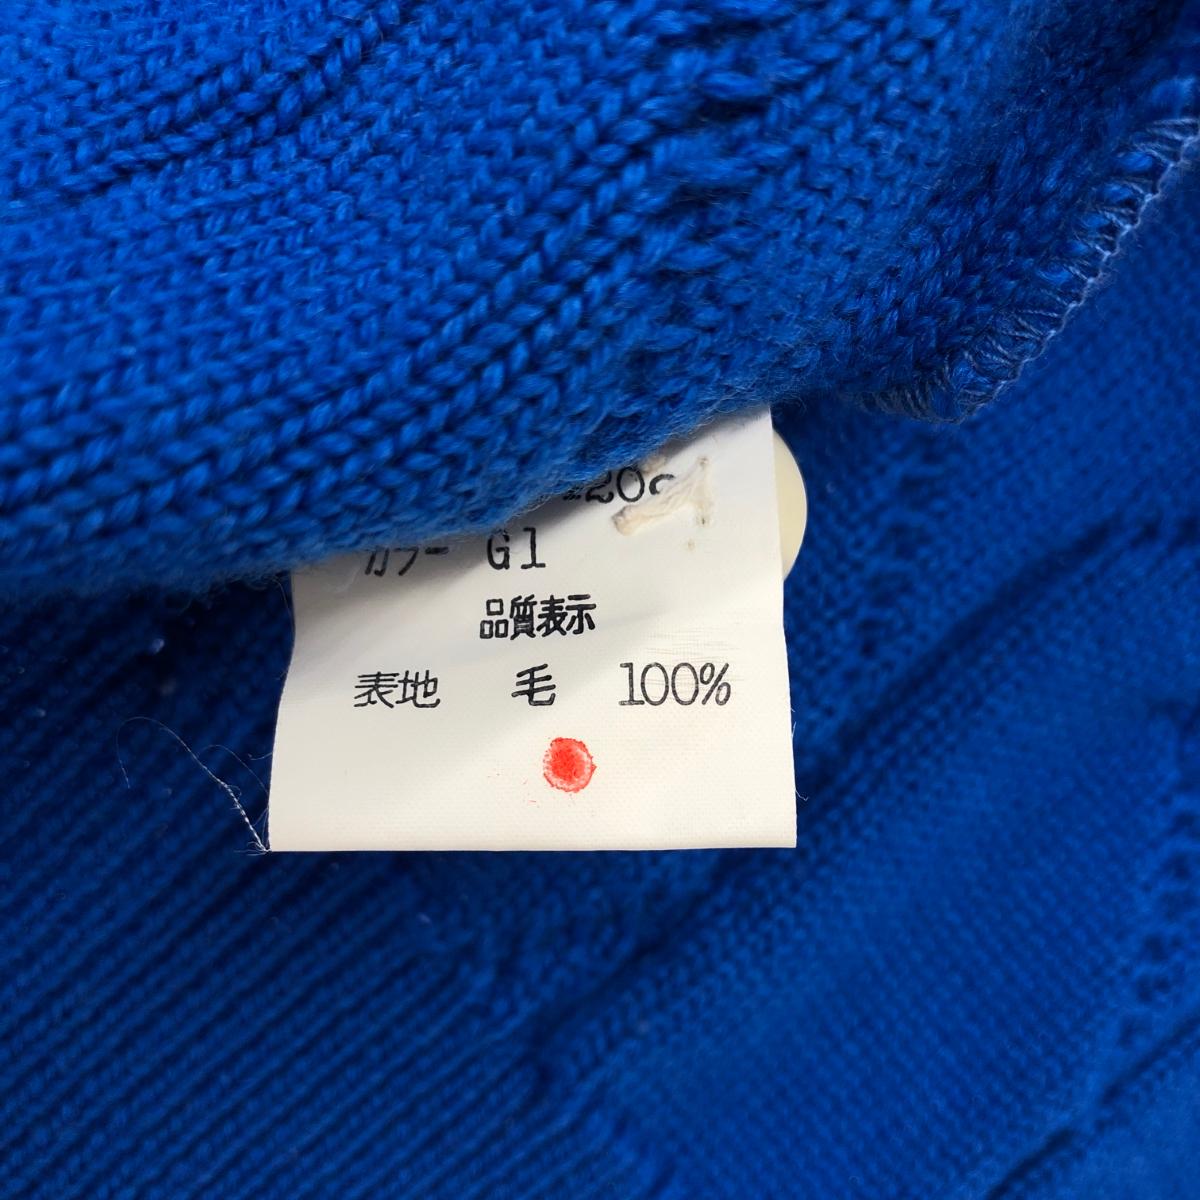 カラー G1
品質表示
表地 毛 100%